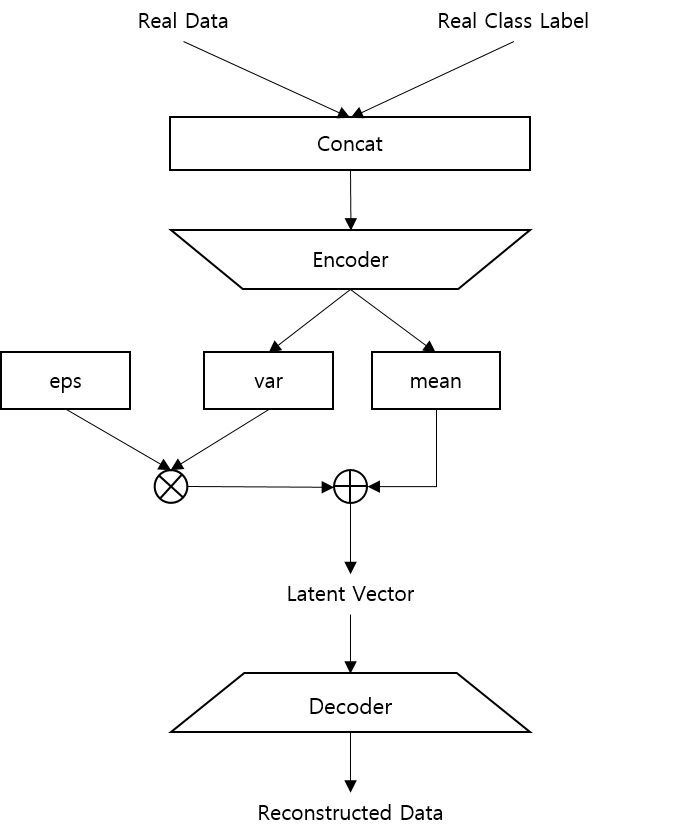 Real Data
Real Class Label
Concat
Encoder
eps
var
mean
Latent Vector
Decoder
Reconstructed Data